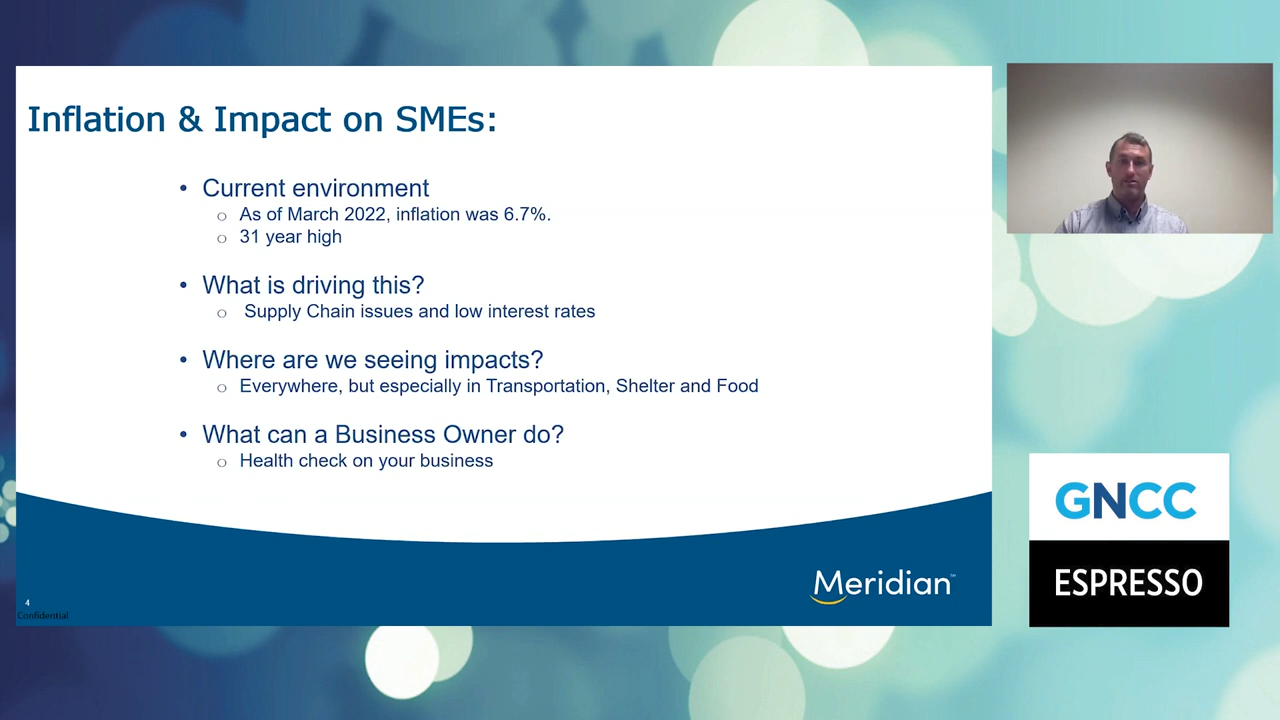 Inflation & Impact on SMEs:
• Current environment
o As of March 2022, inflation was 6.7%.
o 31 year high
• What is driving this?
o Supply Chain issues and low interest rates
• Where are we seeing impacts?
o Everywhere, but especially in Transportation, Shelter and Food
• What can a Business Owner do?
o Health check on your business
Meridian™
4
Confidential
GNCC
ESPRESSO